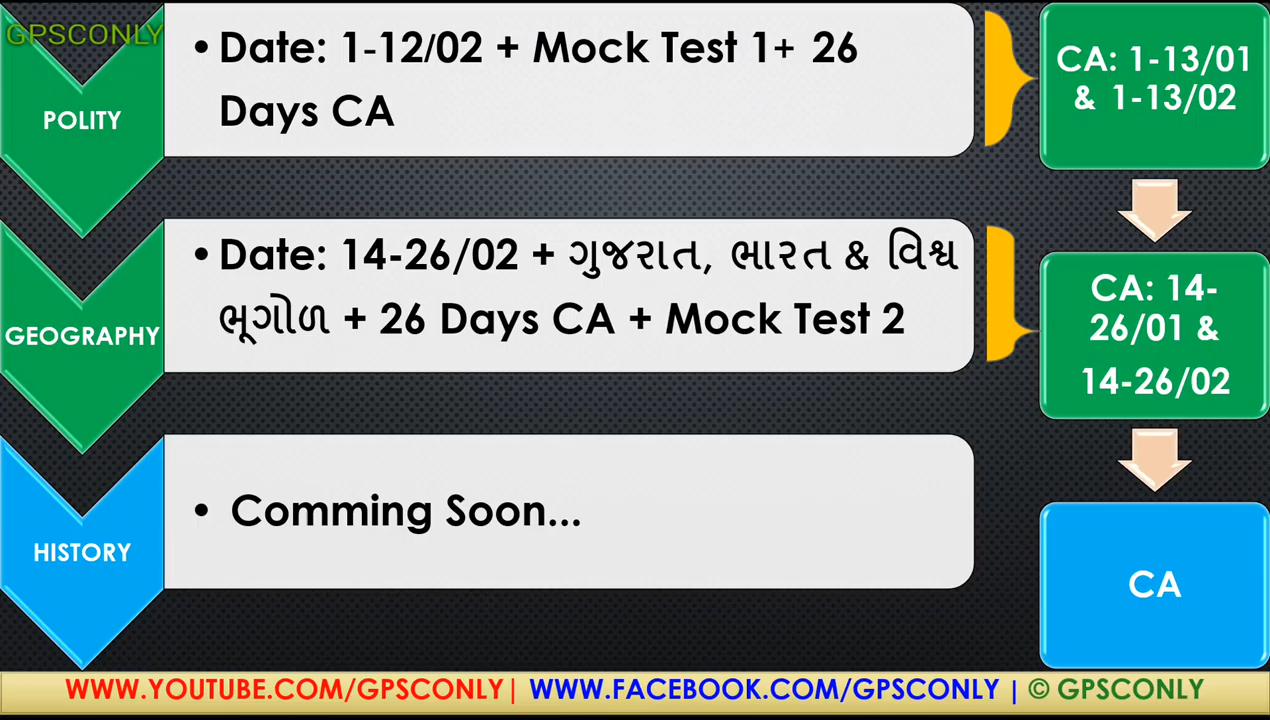 GPSCONLY
POLITY
• Date: 1-12/02 + Mock Test 1+ 26
Days CA
CA: 1-13/01
& 1-13/02
GEOGRAPHY
• Date: 14-26/02 + ગુજરાત, ભારત & વિશ્વ
ભૂગોળ + 26 Days CA + Mock Test 2
CA: 14-
26/01 &
14-26/02
HISTORY
• Comming Soon...
CA
WWW.YOUTUBE.COM/GPSCONLY| WWW.FACEBOOK.COM/GPSCONLY | © GPSCONLY